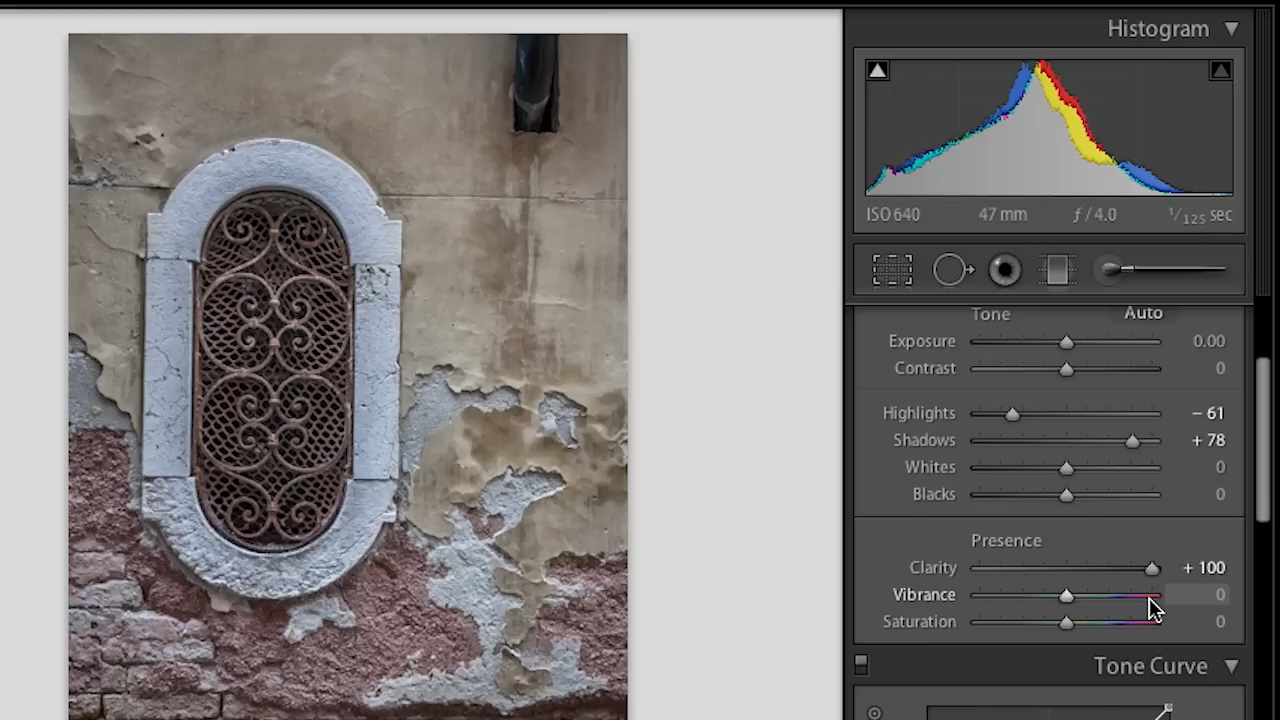 Histogram
ISO 640 47 mm ƒ / 4.0 1/125 sec
Tone Auto
Exposure 0.00
Contrast 0
Highlights – 61
Shadows + 78
Whites 0
Blacks 0
Presence
Clarity + 100
Vibrance 0
Saturation 0
Tone Curve